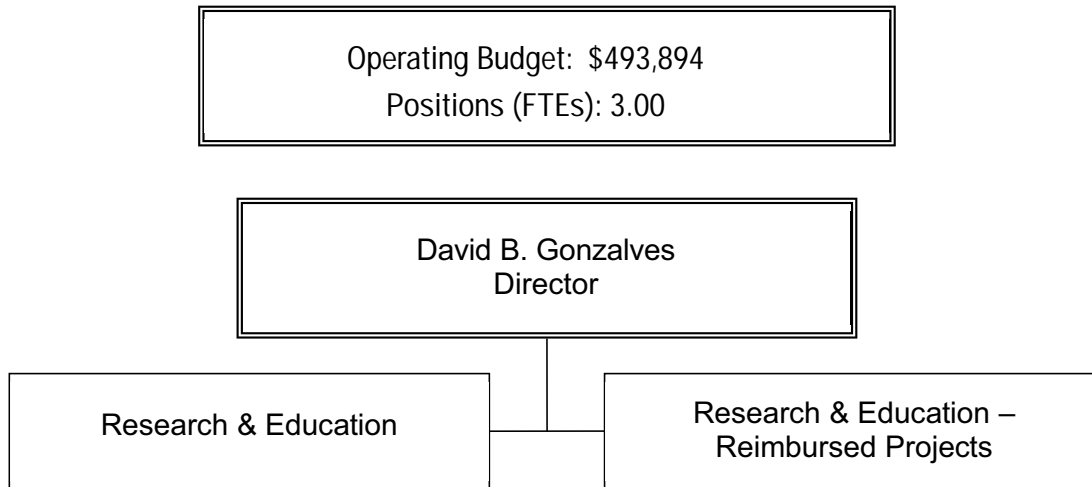 Operating Budget: $493,894
Positions (FTEs): 3.00
David B. Gonzalves
Director
Research & Education
Research & Education –
Reimbursed Projects